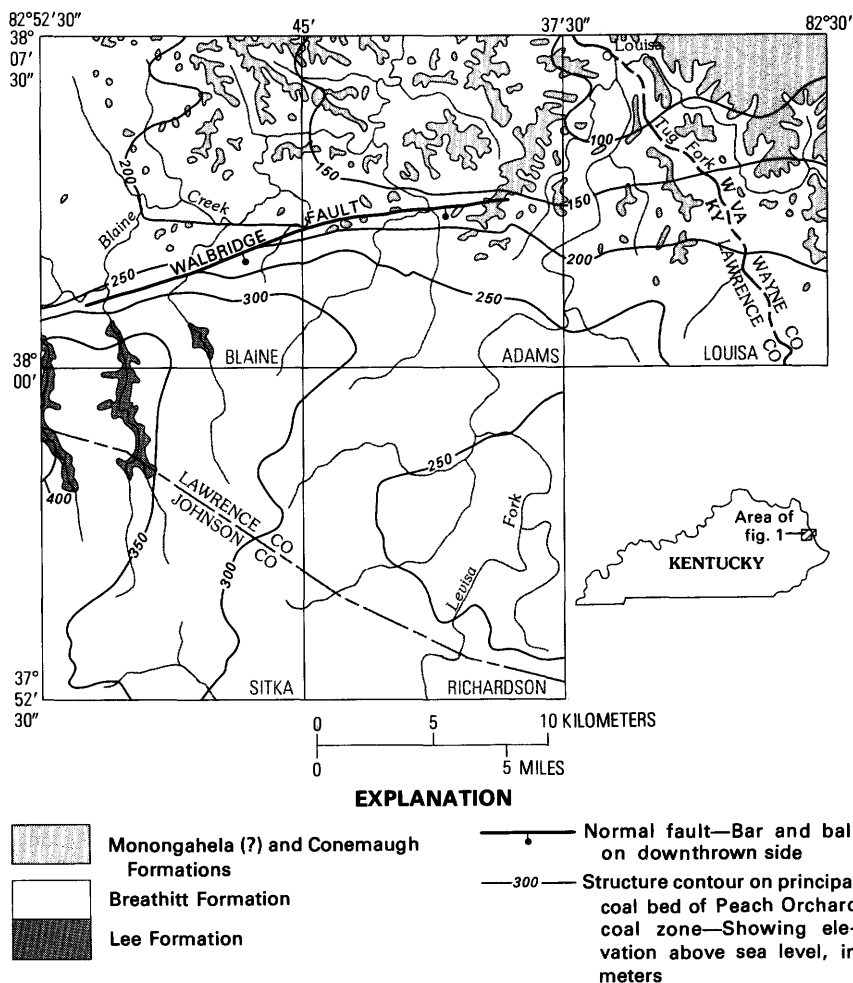 82° 52' 30"
45'
37' 30"
82° 30'
38°
07'
30"
Louisa
Tug Fork
100
200
150
150
W VA
KY
Blaine Creek
WALBRIDGE FAULT
250
200
300
250
LAWRENCE CO
WAYNE CO
BLAINE
ADAMS
LOUISA
38°
00'
250
400
LAWRENCE CO
JOHNSON CO
Fork
350
300
Levisa
Area of
fig. 1
KENTUCKY
37°
52'
30"
SITKA
RICHARDSON
0 5 10 KILOMETERS
0 5 MILES
EXPLANATION
Monongahela (?) and Conemaugh
Formations
Breathitt Formation
Lee Formation
Normal fault—Bar and bal
on downthrown side
300
Structure contour on principa
coal bed of Peach Orchard
coal zone—Showing ele-
vation above sea level, in
meters